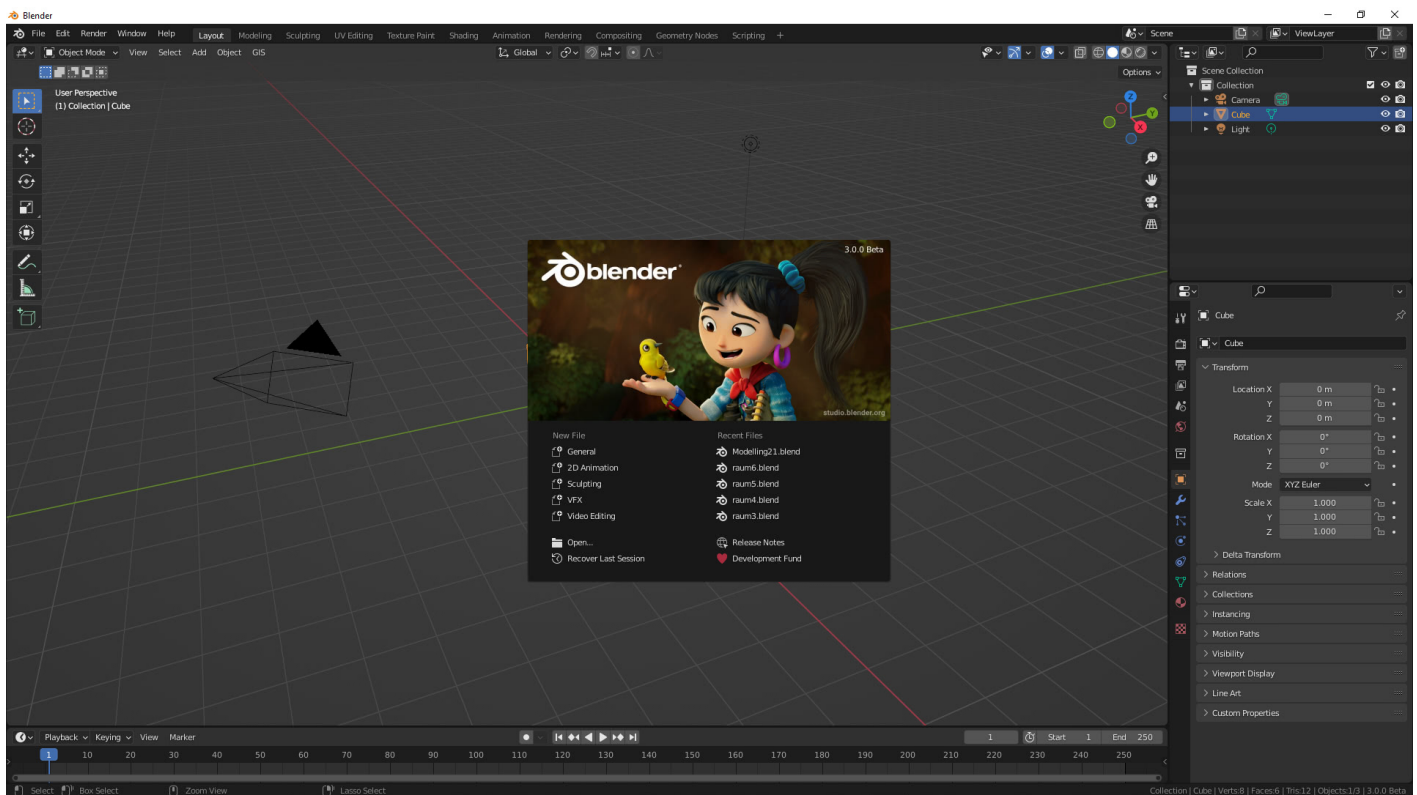 Blender
File Edit Render Window Help Layout Modeling Sculpting UV Editing Texture Paint Shading Animation Rendering Compositing Geometry Nodes Scripting + Scene ViewLayer
Object Mode View Select Add Object GIS Global
Options
User Perspective
(1) Collection | Cube
Z
Y
X
Scene Collection
Collection
Camera
Cube
Light
blender
3.0.0 Beta
studio.blender.org
New File
General
2D Animation
Sculpting
VFX
Video Editing
Open...
Recover Last Session
Recent Files
Modelling21.blend
raum6.blend
raum5.blend
raum4.blend
raum3.blend
Release Notes
Development Fund
Cube
Cube
Transform
Location X 0 m
Y 0 m
Z 0 m
Rotation X 0°
Y 0°
Z 0°
Mode XYZ Euler
Scale X 1.000
Y 1.000
Z 1.000
Delta Transform
Relations
Collections
Instancing
Motion Paths
Visibility
Viewport Display
Line Art
Custom Properties
Playback Keying View Marker 1 Start 1 End 250
1 10 20 30 40 50 60 70 80 90 100 110 120 130 140 150 160 170 180 190 200 210 220 230 240 250
Select Box Select Zoom View Lasso Select Collection | Cube | Verts:8 | Faces:6 | Tris:12 | Objects:1/3 | 3.0.0 Beta